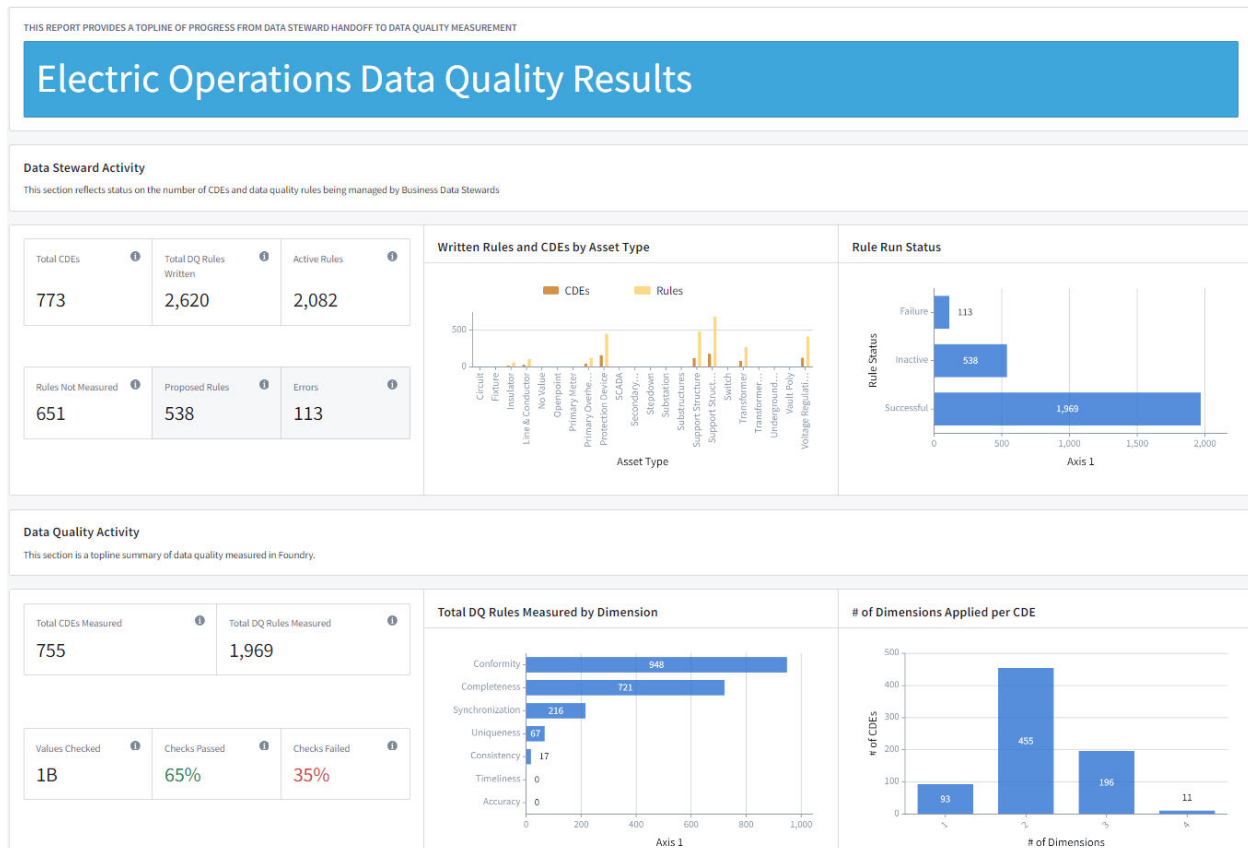 THIS REPORT PROVIDES A TOPLINE OF PROGRESS FROM DATA STEWARD HANDOFF TO DATA QUALITY MEASUREMENT
Electric Operations Data Quality Results
Data Steward Activity
This section reflects status on the number of CDEs and data quality rules being managed by Business Data Stewards
Total CDEs
773
Total DQ Rules
Written
2,620
Active Rules
2,082
Rules Not Measured
651
Proposed Rules
538
Errors
113
Written Rules and CDEs by Asset Type
CDEs
Rules
500
0
Circuit
Fixture
Insulator
Line & Conductor
No Value
Openpoint
Primary Meter
Primary Overhe...
Protection Device
SCADA
Secondary...
Stepdown
Substation
Substructures
Support Structure
Support Struct...
Switch
Transformer
Transformer...
Underground...
Vault Poly
Voltage Regulati...
Asset Type
Rule Run Status
Rule Status
Failure
113
Inactive
538
Successful
1,969
0
500
1,000
1,500
2,000
Axis 1
Data Quality Activity
This section is a topline summary of data quality measured in Foundry.
Total CDEs Measured
755
Total DQ Rules Measured
1,969
Values Checked
1B
Checks Passed
65%
Checks Failed
35%
Total DQ Rules Measured by Dimension
Conformity
948
Completeness
721
Synchronization
216
Uniqueness
67
Consistency
17
Timeliness
0
Accuracy
0
0
200
400
600
800
1,000
Axis 1
# of Dimensions Applied per CDE
# of CDEs
500
400
300
200
100
0
93
455
196
11
1
2
3
4
# of Dimensions